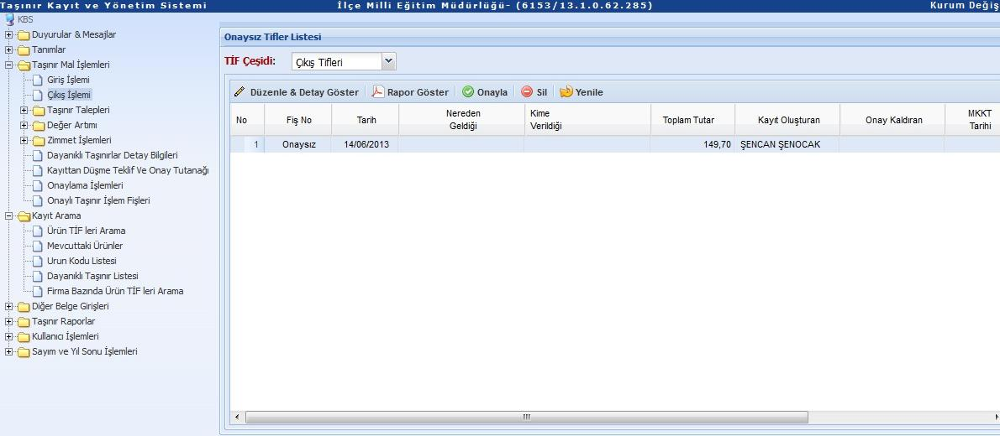 Taşınır Kayıt ve Yönetim Sistemi
İlçe Milli Eğitim Müdürlüğü- (6153/13.1.0.62.285)
Kurum Değiş
KBS
Duyurular & Mesajlar
Tanımlar
Taşınır Mal İşlemleri
Giriş İşlemi
Çıkış İşlemi
Taşınır Talepleri
Değer Artımı
Zimmet İşlemleri
Dayanıklı Taşınırlar Detay Bilgileri
Kayıttan Düşme Teklif Ve Onay Tutanağı
Onaylama İşlemleri
Onaylı Taşınır İşlem Fişleri
Kayıt Arama
Ürün TİF leri Arama
Mevcuttaki Ürünler
Urun Kodu Listesi
Dayanıklı Taşınır Listesi
Firma Bazında Ürün TİF leri Arama
Diğer Belge Girişleri
Taşınır Raporlar
Kullanıcı İşlemleri
Sayım ve Yıl Sonu İşlemleri
Onaysız Tifler Listesi
TİF Çeşidi: Çıkış Tifleri
Düzenle & Detay Göster Rapor Göster Onayla Sil Yenile
No Fiş No Tarih Nereden Geldiği Kime Verildiği Toplam Tutar Kayıt Oluşturan Onay Kaldıran MKKT Tarihi
1 Onaysız 14/06/2013 149,70 ŞENCAN ŞENOCAK